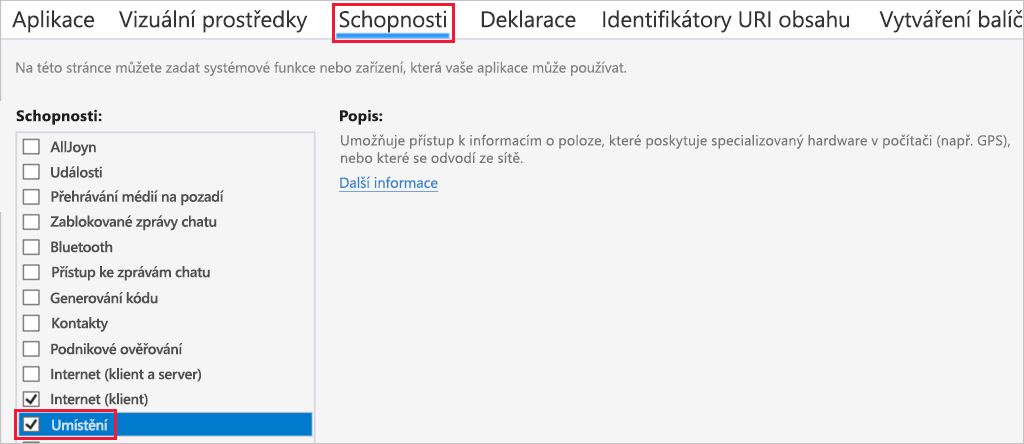 Aplikace Vizuální prostředky Schopnosti Deklarace Identifikátory URI obsahu Vytváření balíč
Na této stránce můžete zadat systémové funkce nebo zařízení, která vaše aplikace může používat.
Schopnosti:
AllJoyn
Události
Přehrávání médií na pozadí
Zablokované zprávy chatu
Bluetooth
Přístup ke zprávám chatu
Generování kódu
Kontakty
Podnikové ověřování
Internet (klient a server)
Internet (klient)
Umístění
Popis:
Umožňuje přístup k informacím o poloze, které poskytuje specializovaný hardware v počítači (např. GPS),
nebo které se odvodí ze sítě.
Další informace